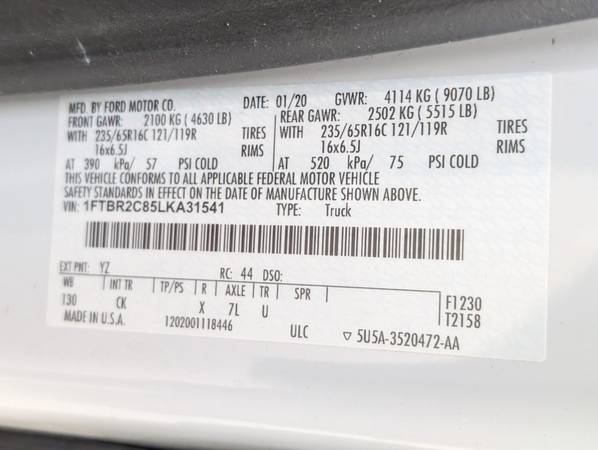 MFD. BY FORD MOTOR CO. DATE: 01/20 GVWR: 4114 KG ( 9070 LB)
FRONT GAWR: 2100 KG ( 4630 LB) REAR GAWR: 2502 KG ( 5515 LB)
WITH 235/65R16C 121/119R TIRES WITH 235/65R16C 121/119R TIRES
16x6.5J RIMS 16x6.5J RIMS
AT 390 kPa/ 57 PSI COLD AT 520 kPa/ 75 PSI COLD
THIS VEHICLE CONFORMS TO ALL APPLICABLE FEDERAL MOTOR VEHICLE
SAFETY STANDARDS IN EFFECT ON THE DATE OF MANUFACTURE SHOWN ABOVE.
VIN: 1FTBR2C85LKA31541 TYPE: Truck
EXT PNT: YZ RC: 44 DSO:
WB INT TR TP/PS R AXLE TR SPR
130 CK X 7L U F1230
MADE IN U.S.A. 1202001118446 ULC T2158
5U5A-3520472-AA